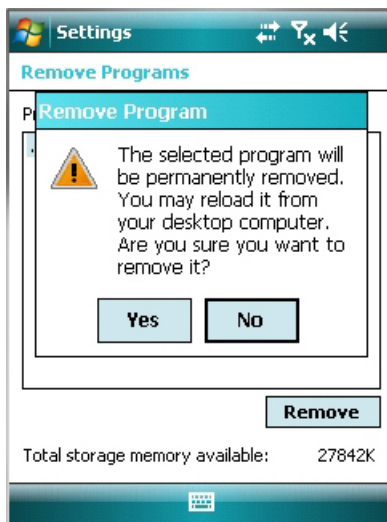 Settings
Remove Programs
Remove Program
The selected program will
be permanently removed.
You may reload it from
your desktop computer.
Are you sure you want to
remove it?
Yes
No
Remove
Total storage memory available: 27842K